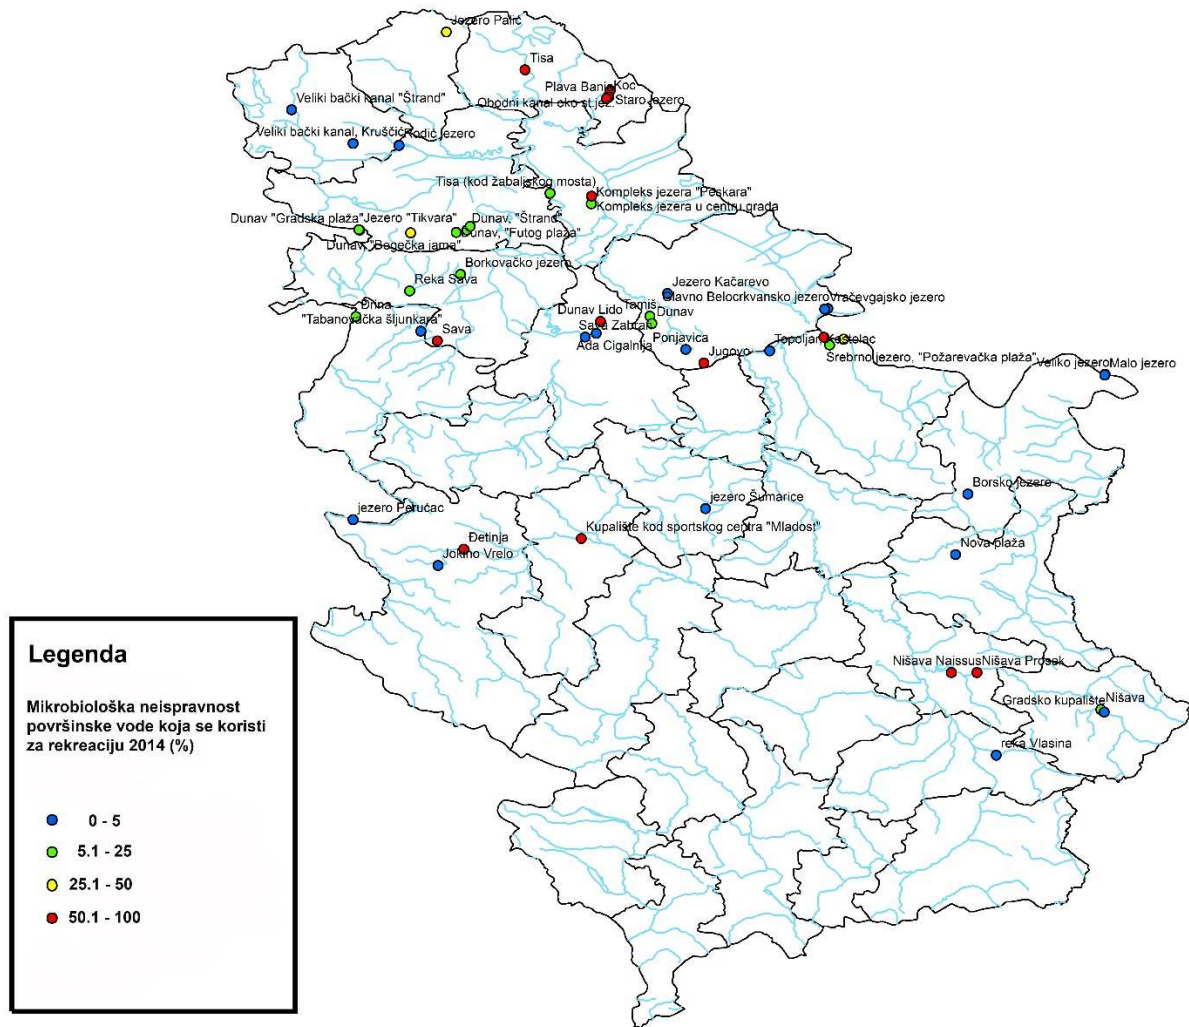 Jezero Palić
Tisa
Plava Banja
Koc
Veliki bački kanal "Štrand"
Obodni kanal oko st.jez.
Staro jezero
Veliki bački kanal, Kruščić
Rodić jezero
Tisa (kod žabaljskog mosta)
Kompleks jezera "Peskara"
Kompleks jezera u centru grada
Dunav "Gradska plaža"
Jezero "Tikvara"
Dunav, "Štrand"
Dunav, "Futog plaža"
Dunav, "Begečka jama"
Borkovačko jezero
Reka Sava
Jezero Kačarevo
Glavno Belocrkvansko jezero
Vračevgajsko jezero
Drina
"Tabanovačka šljunkara"
Dunav Lido
Tamiš
Dunav
Sava
Sava Zabran
Ada Cigalnlja
Ponjavica
Topoljar
Kostolac
Jugovo
Srebrno jezero, "Požarevačka plaža"
Veliko jezero
Malo jezero
Borsko jezero
jezero Šumarice
jezero Perućac
Kupalište kod sportskog centra "Mladost"
Đetinja
Jokino Vrelo
Nova plaža
Nišava Naissus
Nišava Prosek
Gradsko kupalište
Nišava
reka Vlasina
Legenda
Mikrobiološka neispravnost
površinske vode koja se koristi
za rekreaciju 2014 (%)
0 - 5
5.1 - 25
25.1 - 50
50.1 - 100